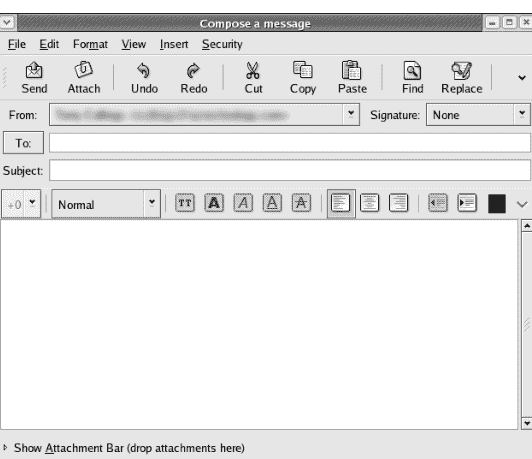 Compose a message
File Edit Format View Insert Security
Send Attach Undo Redo Cut Copy Paste Find Replace
From: Signature: None
To:
Subject:
+0 Normal TT A A A A
Show Attachment Bar (drop attachments here)